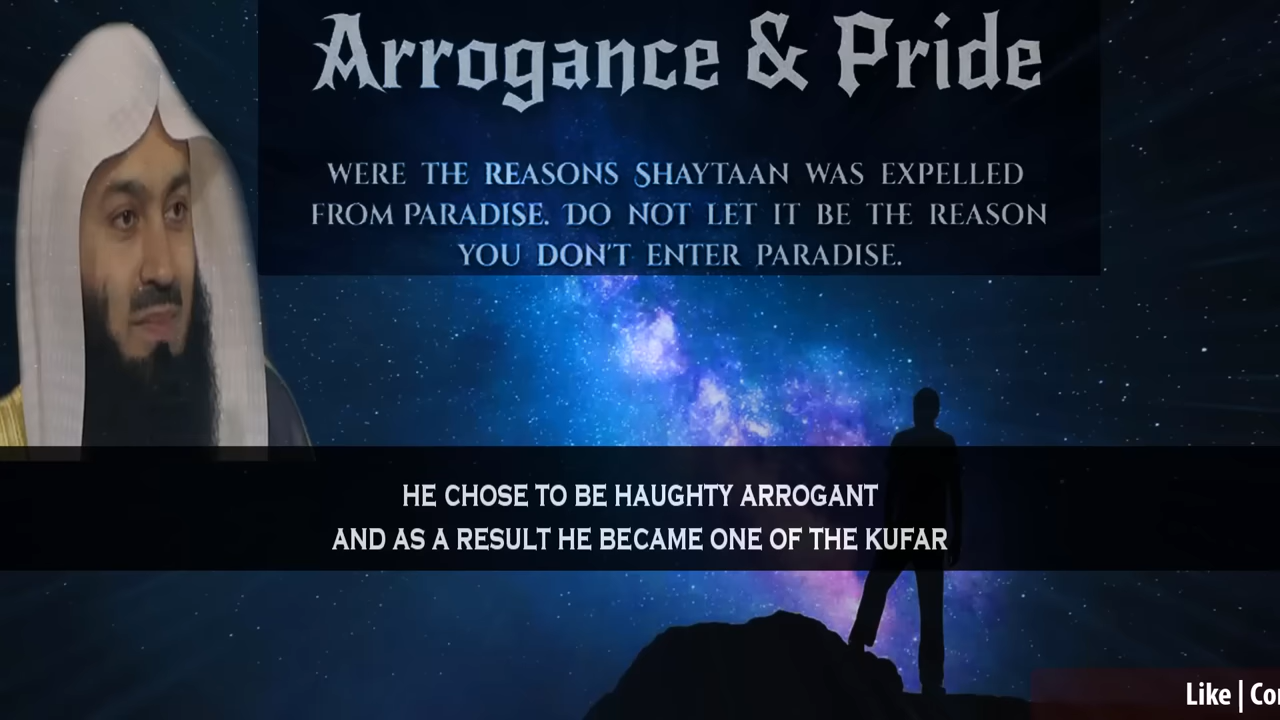 Arrogance & Pride
WERE THE REASONS SHAYTAAN WAS EXPELLED
FROM PARADISE. DO NOT LET IT BE THE REASON
YOU DON'T ENTER PARADISE.
HE CHOSE TO BE HAUGHTY ARROGANT
AND AS A RESULT HE BECAME ONE OF THE KUFAR
Like |